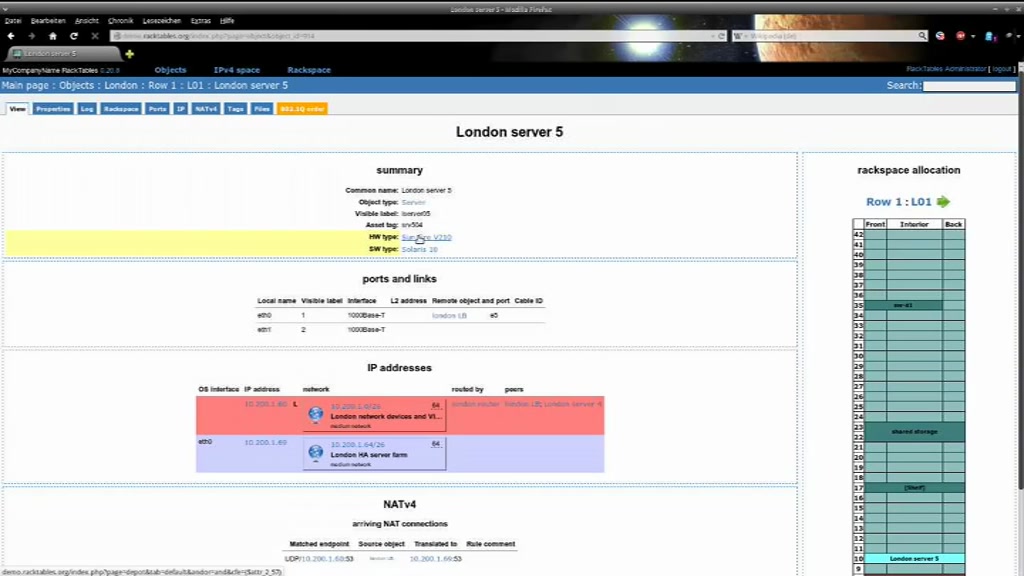 London server 5 - Mozilla Firefox
Datei Bearbeiten Ansicht Chronik Lesezeichen Extras Hilfe
demo.racktables.org/index.php?page=object&object_id=914
Wikipedia (de)
London server 5
MyCompanyName RackTables 0.20.8 Objects IPv4 space Rackspace RackTables Administrator [ logout ]
Main page : Objects : London : Row 1 : L01 : London server 5 Search:
View Properties Log Rackspace Ports IP NATv4 Tags Files 802.1Q order
London server 5
summary
Common name: London server 5
Object type: Server
Visible label: lserver05
Asset tag: srv504
HW type: Sun Fire V210
SW type: Solaris 10
ports and links
Local name Visible label Interface L2 address Remote object and port Cable ID
eth0 1 1000Base-T london LB e5
eth1 2 1000Base-T
IP addresses
OS interface IP address network routed by peers
10.200.1.60 L 10.200.1.0/26 64 london router london LB; London server 4
London network devices and VI...
medium network
eth0 10.200.1.69 10.200.1.64/26 64
London HA server farm
medium network
NATv4
arriving NAT connections
Matched endpoint Source object Translated to Rule comment
UDP/10.200.1.60:53 london LB 10.200.1.69:53
rackspace allocation
Row 1 : L01
Front Interior Back
42
41
40
39
38
37
36
35
34
33
32
31
30
29
28
27
26
25
24
23 shared storage
22
21
20
19
18
17 [Shelf]
16
15
14
13
12
11
10 London server 5
9
demo.racktables.org/index.php?page=depot&tab=default&andor=and&cfe={$attr_2_57}